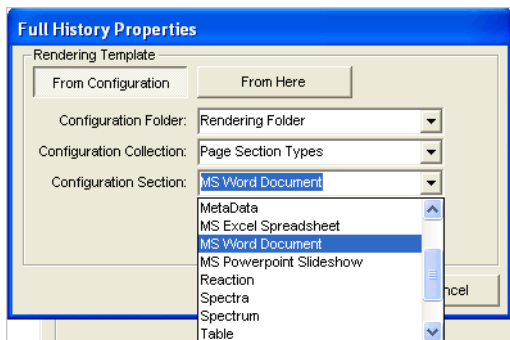 Full History Properties
Rendering Template
From Configuration From Here
Configuration Folder: Rendering Folder
Configuration Collection: Page Section Types
Configuration Section: MS Word Document
MetaData
MS Excel Spreadsheet
MS Word Document
MS Powerpoint Slideshow
Reaction
Spectra
ncel
Spectrum
Table